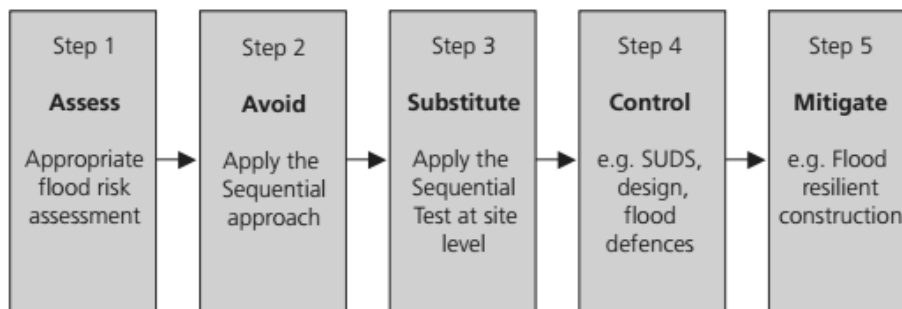 Step 1
Assess
Appropriate
flood risk
assessment
Step 2
Avoid
Apply the
Sequential
approach
Step 3
Substitute
Apply the
Sequential
Test at site
level
Step 4
Control
e.g. SUDS,
design,
flood
defences
Step 5
Mitigate
e.g. Flood
resilient
construction